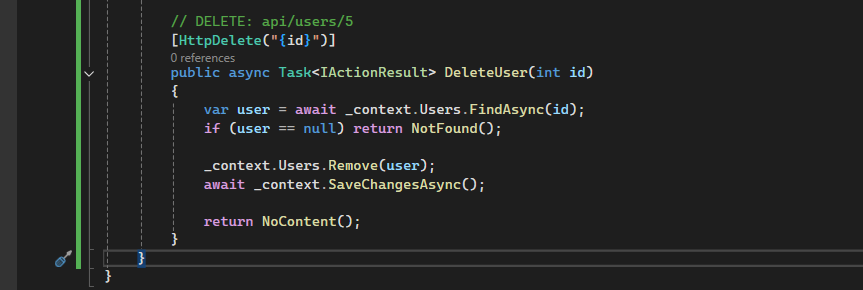 // DELETE: api/users/5
[HttpDelete("{id}")]
0 references
public async Task<IActionResult> DeleteUser(int id)
{
var user = await _context.Users.FindAsync(id);
if (user == null) return NotFound();
_context.Users.Remove(user);
await _context.SaveChangesAsync();
return NoContent();
}
}
}